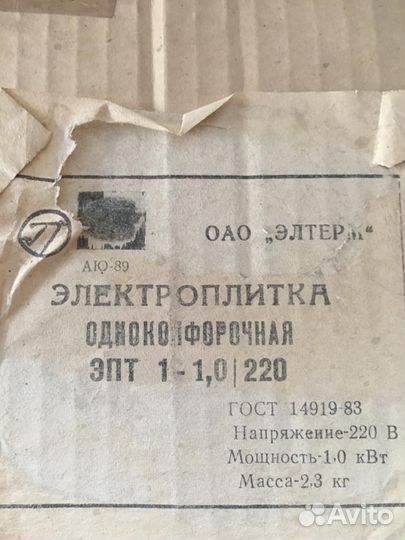 ОАО „ЭЛТЕРМ"
АЮ-89
ЭЛЕКТРОПЛИТКА
ОДНОКОНФОРОЧНАЯ
ЭПТ 1-1,0/220
ГОСТ 14919-83
Напряжение-220 В
Мощность-1,0 кВт
Масса-2,3 кг
Avito